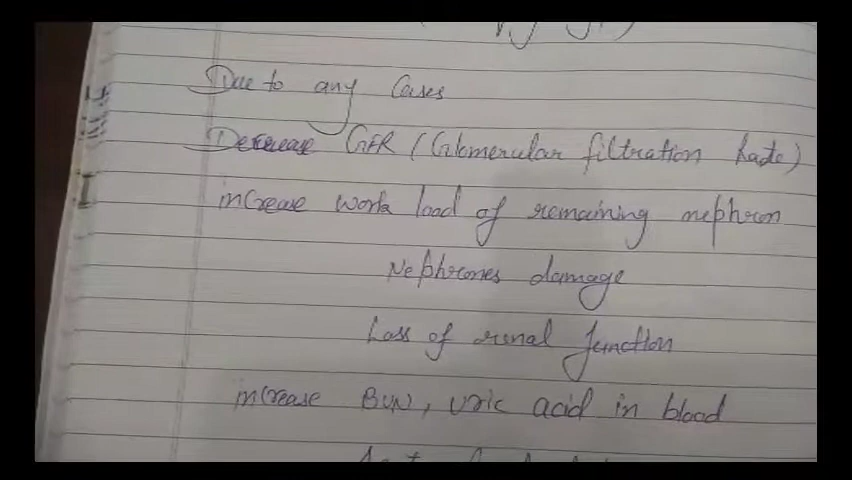 Due to any Cases
Decrease GFR (Glomerular filtration Rate)
increase work load of remaining nephron
Nephrones damage
Loss of renal function
increase BUN, uric acid in blood